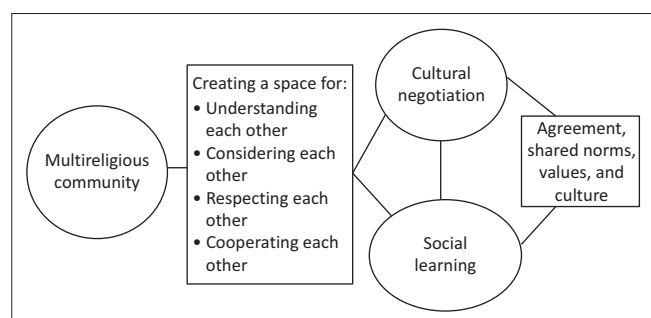 Multireligious
community
Creating a space for:
• Understanding
each other
• Considering each
other
• Respecting each
other
• Cooperating each
other
Cultural
negotiation
Social
learning
Agreement,
shared norms,
values, and
culture